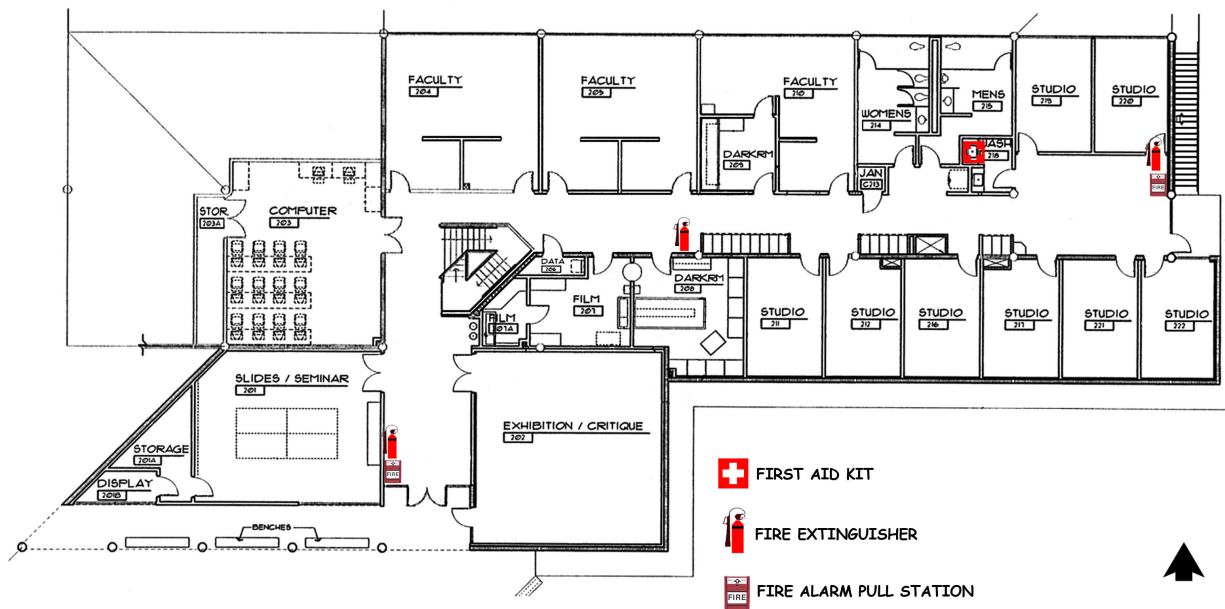 FACULTY
204
FACULTY
205
FACULTY
210
WOMENS
214
MENS
215
STUDIO
219
STUDIO
220
DARKRM
209
WASH
218
JAN
C213
FIRE
STOR
203A
COMPUTER
203
DATA
206
DARKRM
208
FILM
207
FILM
207A
STUDIO
211
STUDIO
212
STUDIO
216
STUDIO
217
STUDIO
221
STUDIO
222
SLIDES / SEMINAR
201
EXHIBITION / CRITIQUE
202
STORAGE
201A
DISPLAY
201B
FIRE
BENCHES
FIRST AID KIT
FIRE EXTINGUISHER
FIRE
FIRE ALARM PULL STATION